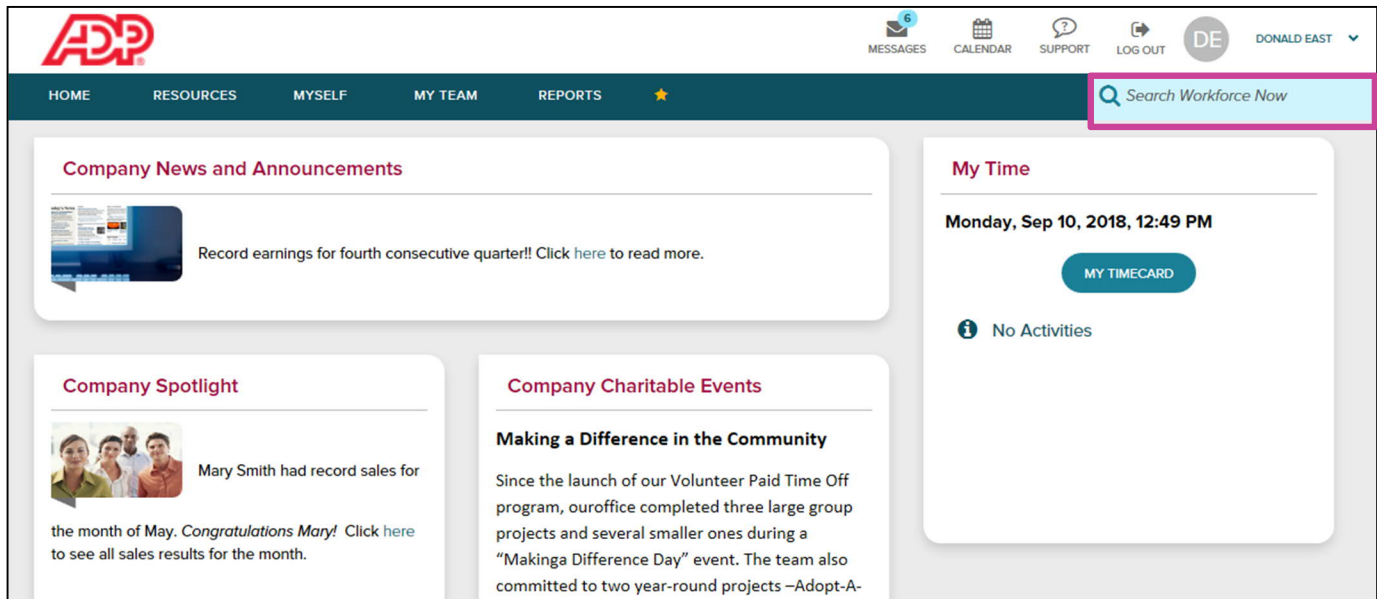 ADP
6
MESSAGES CALENDAR SUPPORT LOG OUT DE DONALD EAST
HOME RESOURCES MYSELF MY TEAM REPORTS Search Workforce Now
Company News and Announcements
Record earnings for fourth consecutive quarter!! Click here to read more.
My Time
Monday, Sep 10, 2018, 12:49 PM
MY TIMECARD
No Activities
Company Spotlight
Mary Smith had record sales for
the month of May. Congratulations Mary! Click here
to see all sales results for the month.
Company Charitable Events
Making a Difference in the Community
Since the launch of our Volunteer Paid Time Off
program, ouroffice completed three large group
projects and several smaller ones during a
“Makinga Difference Day” event. The team also
committed to two year-round projects –Adopt-A-